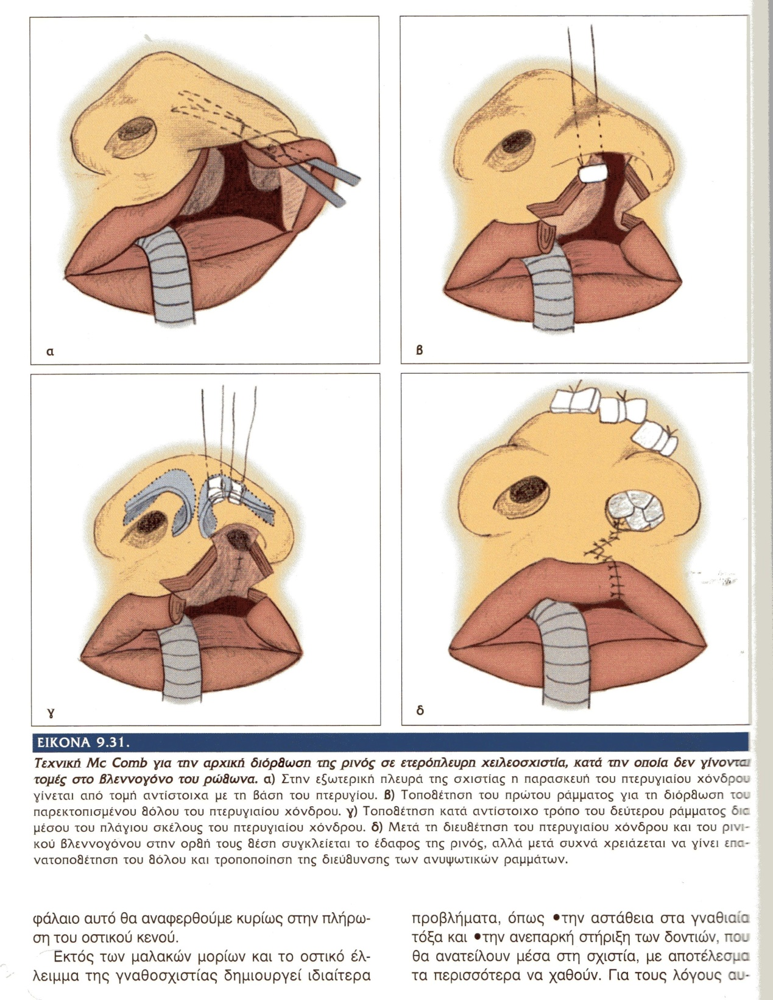 α
β
γ
δ
ΕΙΚΟΝΑ 9.31.
Τεχνική Mc Comb για την αρχική διόρθωση της ρινός σε ετερόπλευρη χειλεοσχιστία, κατά την οποία δεν γίνονται
τομές στο βλεννογόνο του ρώθωνα. α) Στην εξωτερική πλευρά της σχιστίας η παρασκευή του πτερυγιαίου χόνδρου
γίνεται από τομή αντίστοιχα με τη βάση του πτερυγίου. β) Τοποθέτηση του πρώτου ράμματος για τη διόρθωση του
παρεκτοπισμένου θόλου του πτερυγιαίου χόνδρου. γ) Τοποθέτηση κατά αντίστοιχο τρόπο του δεύτερου ράμματος δια
μέσου του πλάγιου σκέλους του πτερυγιαίου χόνδρου. δ) Μετά τη διευθέτηση του πτερυγιαίου χόνδρου και του ρινι-
κού βλεννογόνου στην ορθή τους θέση συγκλείεται το έδαφος της ρινός, αλλά μετά συχνά χρειάζεται να γίνει επα-
νατοποθέτηση του θόλου και τροποποίηση της διεύθυνσης των ανυψωτικών ραμμάτων.
φάλαιο αυτό θα αναφερθούμε κυρίως στην πλήρω-
ση του οστικού κενού.
Εκτός των μαλακών μορίων και το οστικό έλ-
λειμμα της γναθοσχιστίας δημιουργεί ιδιαίτερα
προβλήματα, όπως •την αστάθεια στα γναθιαία
τόξα και •την ανεπαρκή στήριξη των δοντιών, που
θα ανατείλουν μέσα στη σχιστία, με αποτέλεσμα
τα περισσότερα να χαθούν. Για τους λόγους αυ-